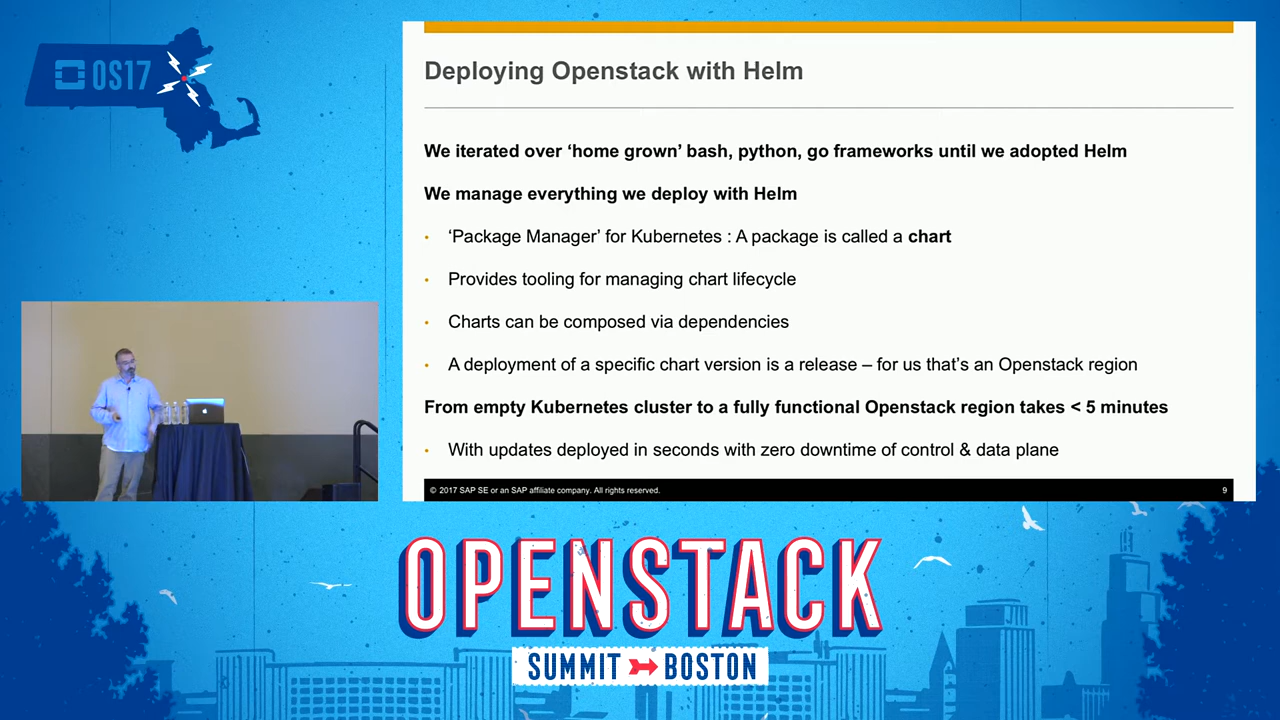 OS17
Deploying Openstack with Helm
We iterated over ‘home grown’ bash, python, go frameworks until we adopted Helm
We manage everything we deploy with Helm
• ‘Package Manager’ for Kubernetes : A package is called a chart
• Provides tooling for managing chart lifecycle
• Charts can be composed via dependencies
• A deployment of a specific chart version is a release – for us that’s an Openstack region
From empty Kubernetes cluster to a fully functional Openstack region takes < 5 minutes
• With updates deployed in seconds with zero downtime of control & data plane
© 2017 SAP SE or an SAP affiliate company. All rights reserved.
9
OPENSTACK
SUMMIT BOSTON